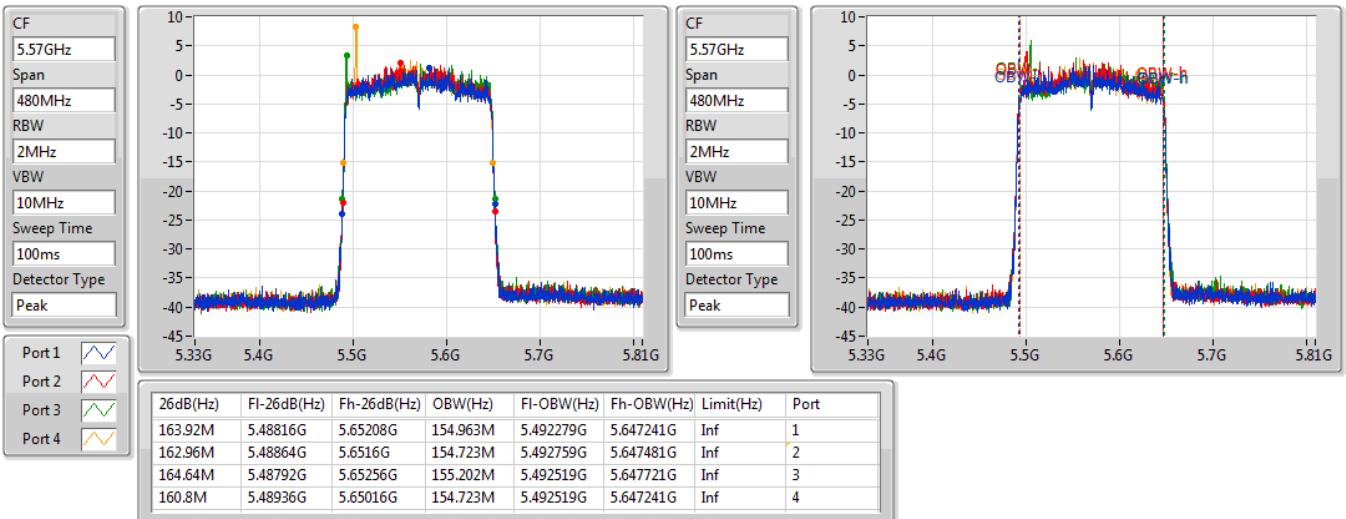 CF
5.57GHz
Span
480MHz
RBW
2MHz
VBW
10MHz
Sweep Time
100ms
Detector Type
Peak
10
5
0
-5
-10
-15
-20
-25
-30
-35
-40
-45
5.33G 5.4G 5.5G 5.6G 5.7G 5.81G
CF
5.57GHz
Span
480MHz
RBW
2MHz
VBW
10MHz
Sweep Time
100ms
Detector Type
Peak
10
5
0
-5
-10
-15
-20
-25
-30
-35
-40
-45
OBW-h
OBW-h
5.33G 5.4G 5.5G 5.6G 5.7G 5.81G
Port 1
Port 2
Port 3
Port 4
26dB(Hz) Fl-26dB(Hz) Fh-26dB(Hz) OBW(Hz) Fl-OBW(Hz) Fh-OBW(Hz) Limit(Hz) Port
163.92M 5.48816G 5.65208G 154.963M 5.492279G 5.647241G Inf 1
162.96M 5.48864G 5.6516G 154.723M 5.492759G 5.647481G Inf 2
164.64M 5.48792G 5.65256G 155.202M 5.492519G 5.647721G Inf 3
160.8M 5.48936G 5.65016G 154.723M 5.492519G 5.647241G Inf 4